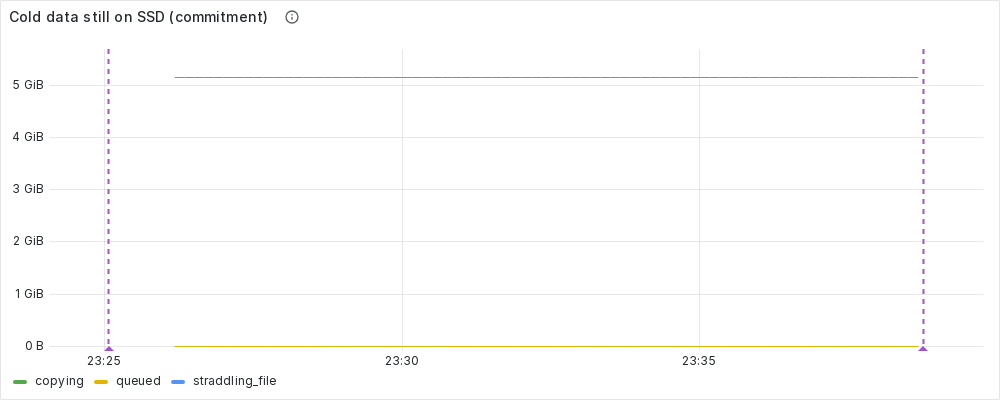 Cold data still on SSD (commitment)
5 GiB
4 GiB
3 GiB
2 GiB
1 GiB
0 B
23:25 23:30 23:35
copying queued straddling_file